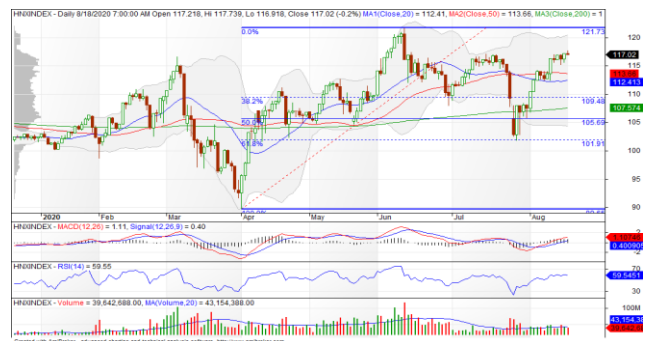 HNXINDEX - Daily 8/18/2020 7:00:00 AM Open 117.218, Hi 117.739, Lo 116.918, Close 117.02 (-0.2%) MA1(Close,20) = 112.41, MA2(Close,50) = 113.66, MA3(Close,200) = 1
0.0%
121.73
120
117.02
115
112.413
110
38.2%
109.48
107.574
50.0%
105.69
105
61.8%
101.91
100
95
90
2020
Feb
Mar
Apr
May
Jun
Jul
Aug
HNXINDEX - MACD(12,26) = 1.11, Signal(12,26,9) = 0.40
2
-2
HNXINDEX - RSI(14) = 59.55
70
59.5451
30
HNXINDEX - Volume = 39,642,688.00, MA(Volume,20) = 43,154,388.00
100M
43,154,38